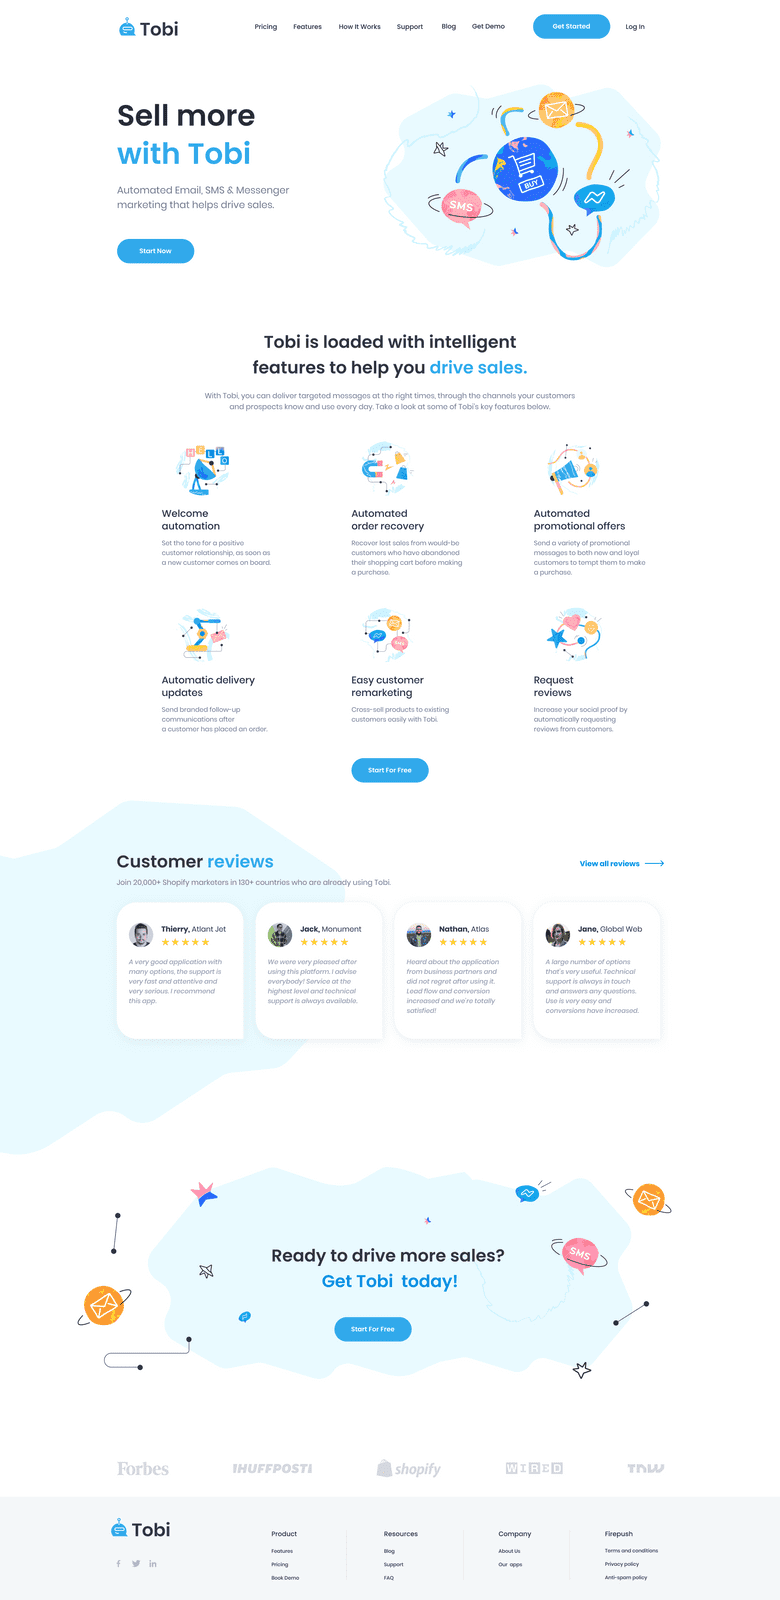 Tobi
Pricing Features How It Works Support Blog Get Demo Get Started Log In
Sell more
with Tobi
Automated Email, SMS & Messenger
marketing that helps drive sales.
Start Now
BUY
SMS
Tobi is loaded with intelligent
features to help you drive sales.
With Tobi, you can deliver targeted messages at the right times, through the channels your customers
and prospects know and use every day. Take a look at some of Tobi's key features below.
HELLO
Welcome
automation
Set the tone for a positive
customer relationship, as soon as
a new customer comes on board.
Automated
order recovery
Recover lost sales from would-be
customers who have abandoned
their shopping cart before making
a purchase.
Automated
promotional offers
Send a variety of promotional
messages to both new and loyal
customers to tempt them to make
a purchase.
Automatic delivery
updates
Send branded follow-up
communications after
a customer has placed an order.
SMS
Easy customer
remarketing
Cross-sell products to existing
customers easily with Tobi.
Request
reviews
Increase your social proof by
automatically requesting
reviews from customers.
Start For Free
Customer reviews
View all reviews
Join 20,000+ Shopify marketers in 130+ countries who are already using Tobi.
Thierry, Atlant Jet
A very good application with
many options, the support is
very fast and attentive and
very serious. I recommend
this app.
Jack, Monument
We were very pleased after
using this platform. I advise
everybody! Service at the
highest level and technical
support is always available.
Nathan, Atlas
Heard about the application
from business partners and
did not regret after using it.
Lead flow and conversion
increased and we're totally
satisfied!
Jane, Global Web
A large number of options
that's very useful. Technical
support is always in touch
and answers any questions.
Use is very easy and
conversions have increased.
Ready to drive more sales?
Get Tobi today!
SMS
Start For Free
Forbes
IHUFFPOSTI
shopify
WIRED
TNW
Tobi
f in
Product
Features
Pricing
Book Demo
Resources
Blog
Support
FAQ
Company
About Us
Our apps
Firepush
Terms and conditions
Privacy policy
Anti-spam policy